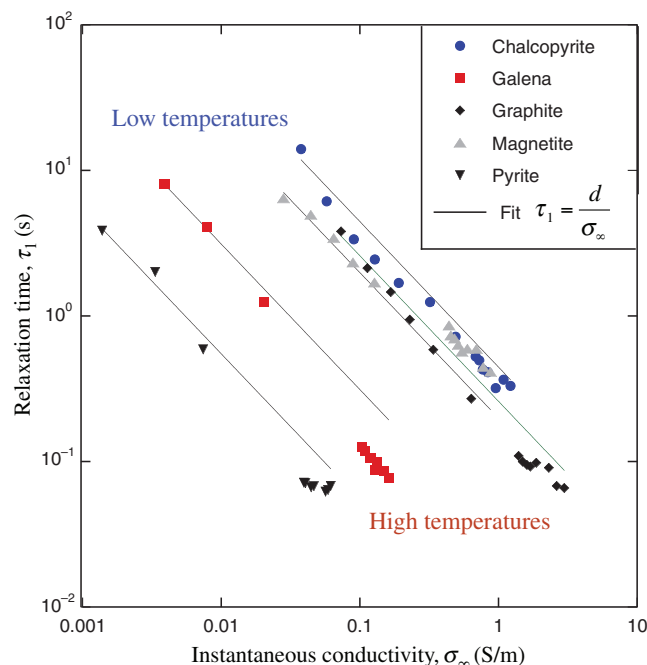 10²
10¹
10⁰
10⁻¹
10⁻²
Relaxation time, τ₁ (s)
Low temperatures
High temperatures
Chalcopyrite
Galena
Graphite
Magnetite
Pyrite
Fit τ₁ = d/σ∞
0.001 0.01 0.1 1 10
Instantaneous conductivity, σ∞ (S/m)